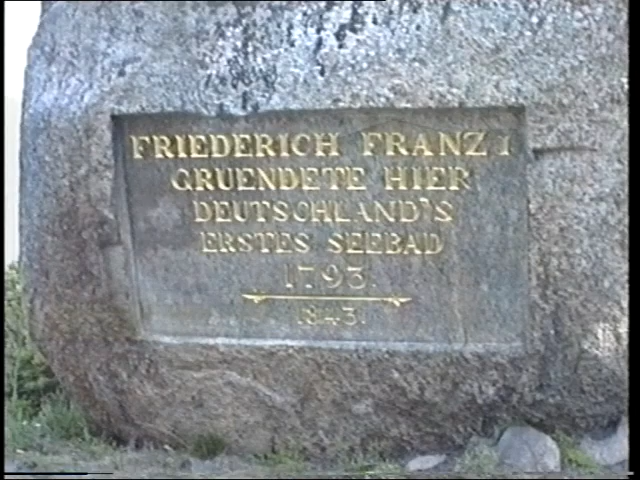 FRIEDERICH FRANZ I
GRUENDETE HIER
DEUTSCHLAND'S
ERSTES SEEBAD
1793.
1843.